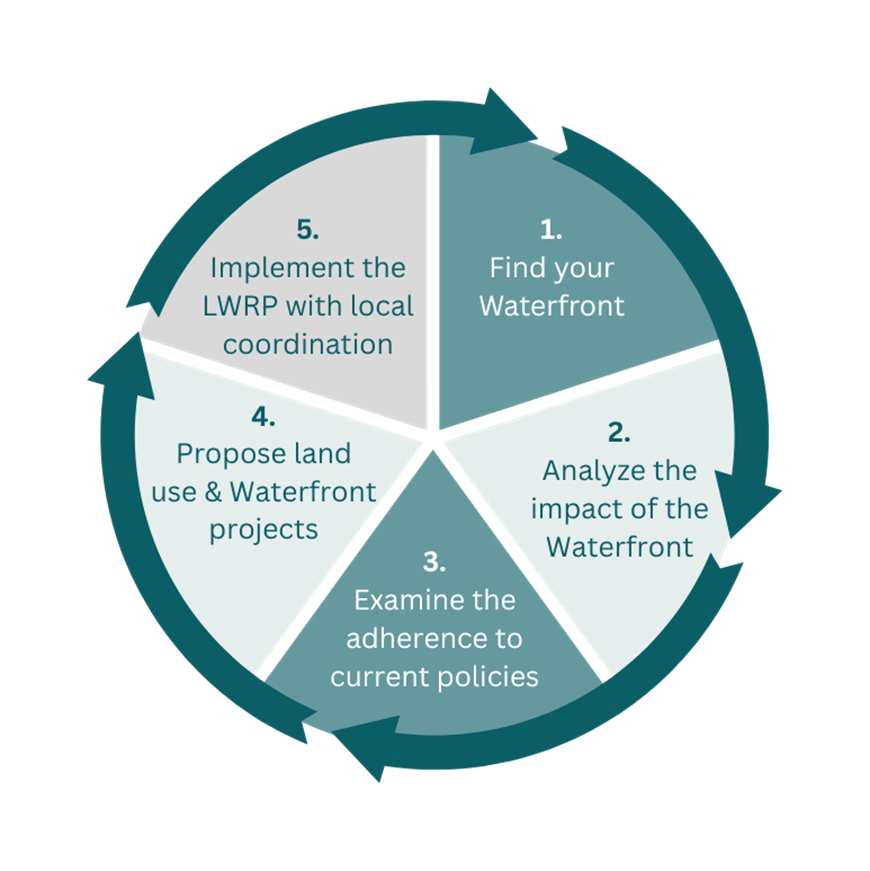 1.
Find your
Waterfront
2.
Analyze the
impact of the
Waterfront
3.
Examine the
adherence to
current policies
4.
Propose land
use & Waterfront
projects
5.
Implement the
LWRP with local
coordination